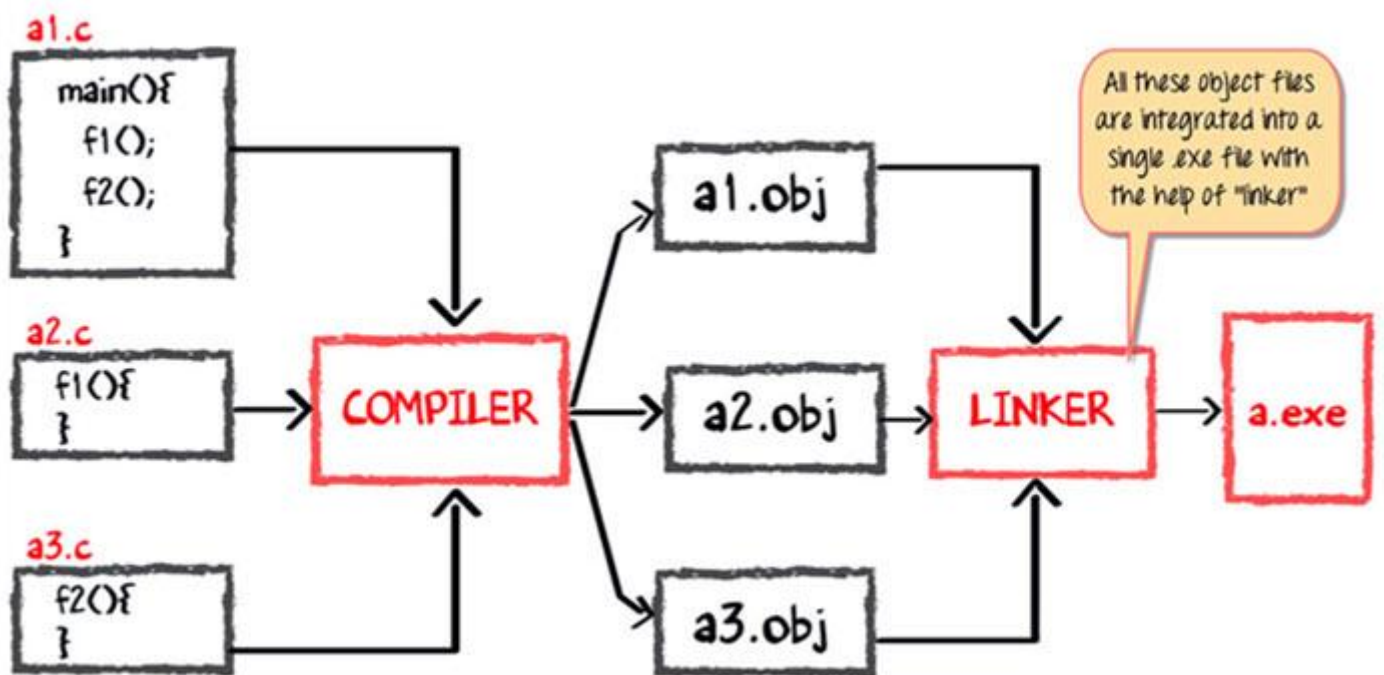 a1.c
main(){
f1();
f2();
}
a2.c
f1(){
}
a3.c
f2(){
}
COMPILER
a1.obj
a2.obj
a3.obj
All these object files
are integrated into a
single .exe file with
the help of "linker"
LINKER
a.exe